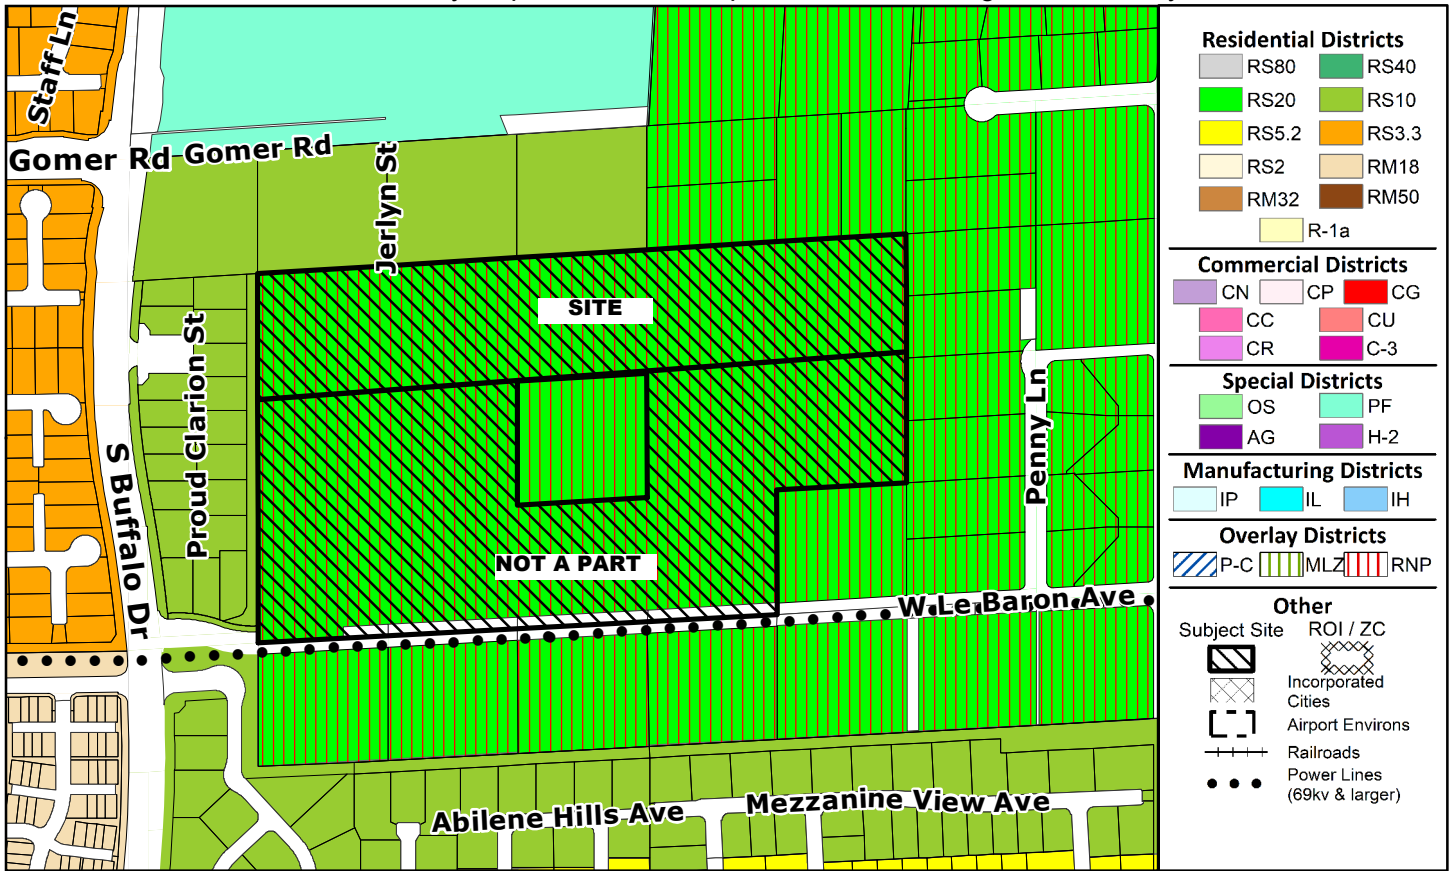 Staff Ln
Gomer Rd
Gomer Rd
Jerlyn St
SITE
Proud Clarion St
S Buffalo Dr
Penny Ln
NOT A PART
W Le Baron Ave
Abilene Hills Ave
Mezzanine View Ave
Residential Districts
RS80 RS40
RS20 RS10
RS5.2 RS3.3
RS2 RM18
RM32 RM50
R-1a
Commercial Districts
CN CP CG
CC CU
CR C-3
Special Districts
OS PF
AG H-2
Manufacturing Districts
IP IL IH
Overlay Districts
P-C MLZ RNP
Other
Subject Site ROI / ZC
Incorporated
Cities
Airport Environs
Railroads
Power Lines
(69kv & larger)